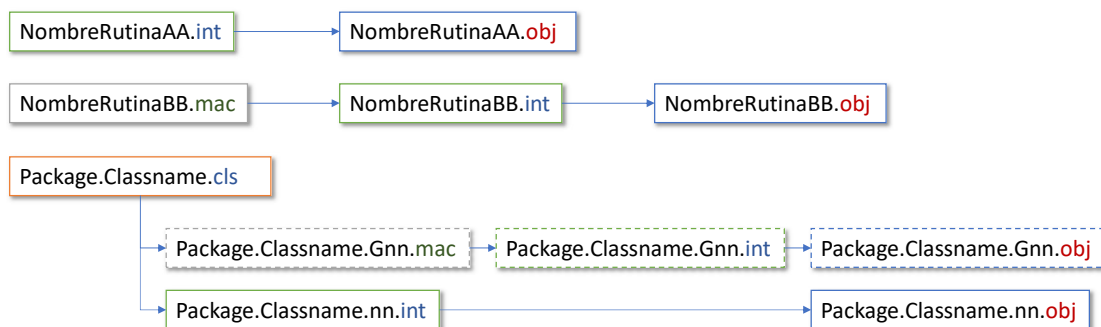 NombreRutinaAA.int NombreRutinaAA.obj
NombreRutinaBB.mac NombreRutinaBB.int NombreRutinaBB.obj
Package.Classname.cls
Package.Classname.Gnn.mac Package.Classname.Gnn.int Package.Classname.Gnn.obj
Package.Classname.nn.int Package.Classname.nn.obj